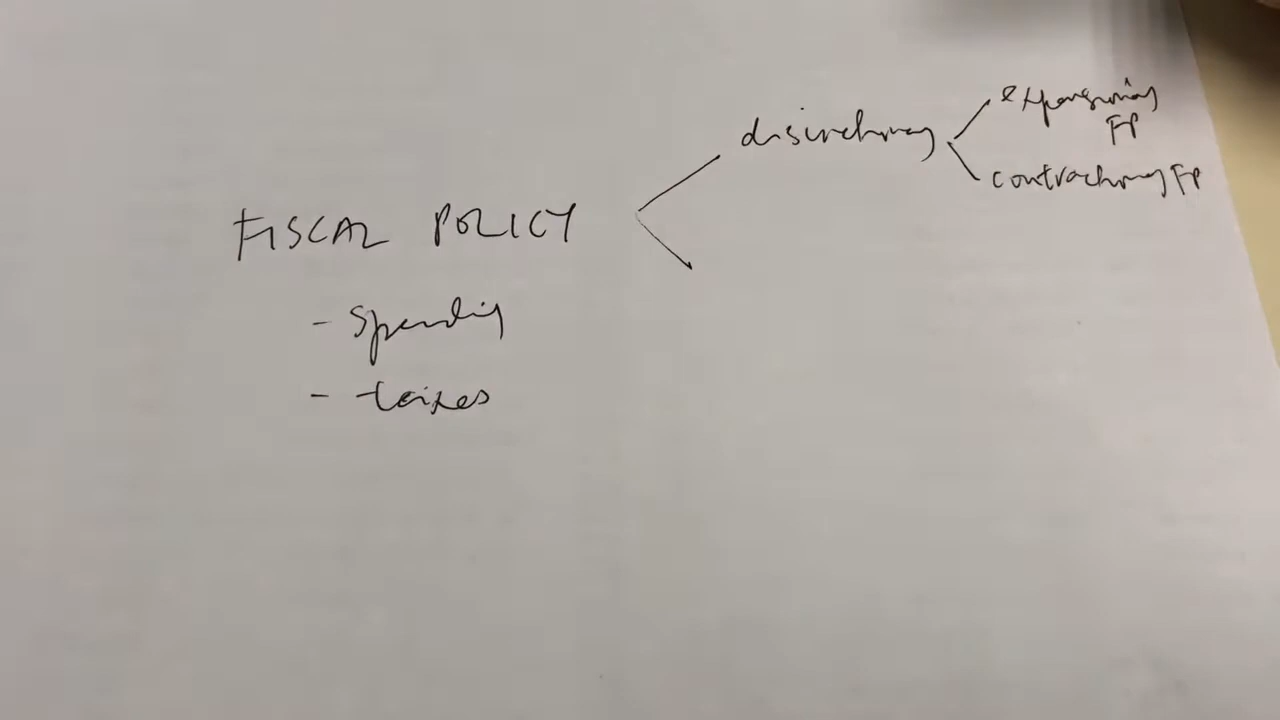 expansionary
FP
discretionary
contractionary FP
FISCAL POLICY
- Spending
- taxes